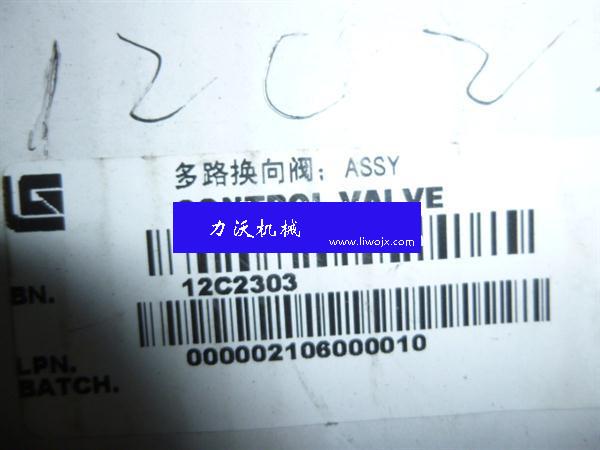 12C2
多路换向阀; ASSY
CONTROL VALVE
力沃机械
www.liwojx.com
BN.
12C2303
LPN.
000002106000010
BATCH.